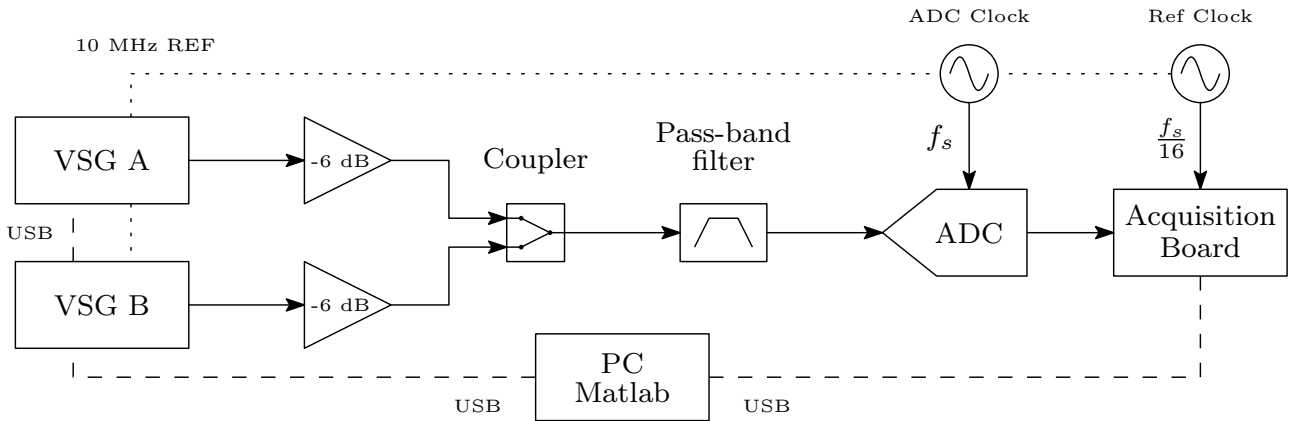 ADC Clock
Ref Clock
10 MHz REF
VSG A
-6 dB
Coupler
Pass-band
filter
f_s
f_s
16
ADC
Acquisition
Board
USB
VSG B
-6 dB
PC
Matlab
USB
USB